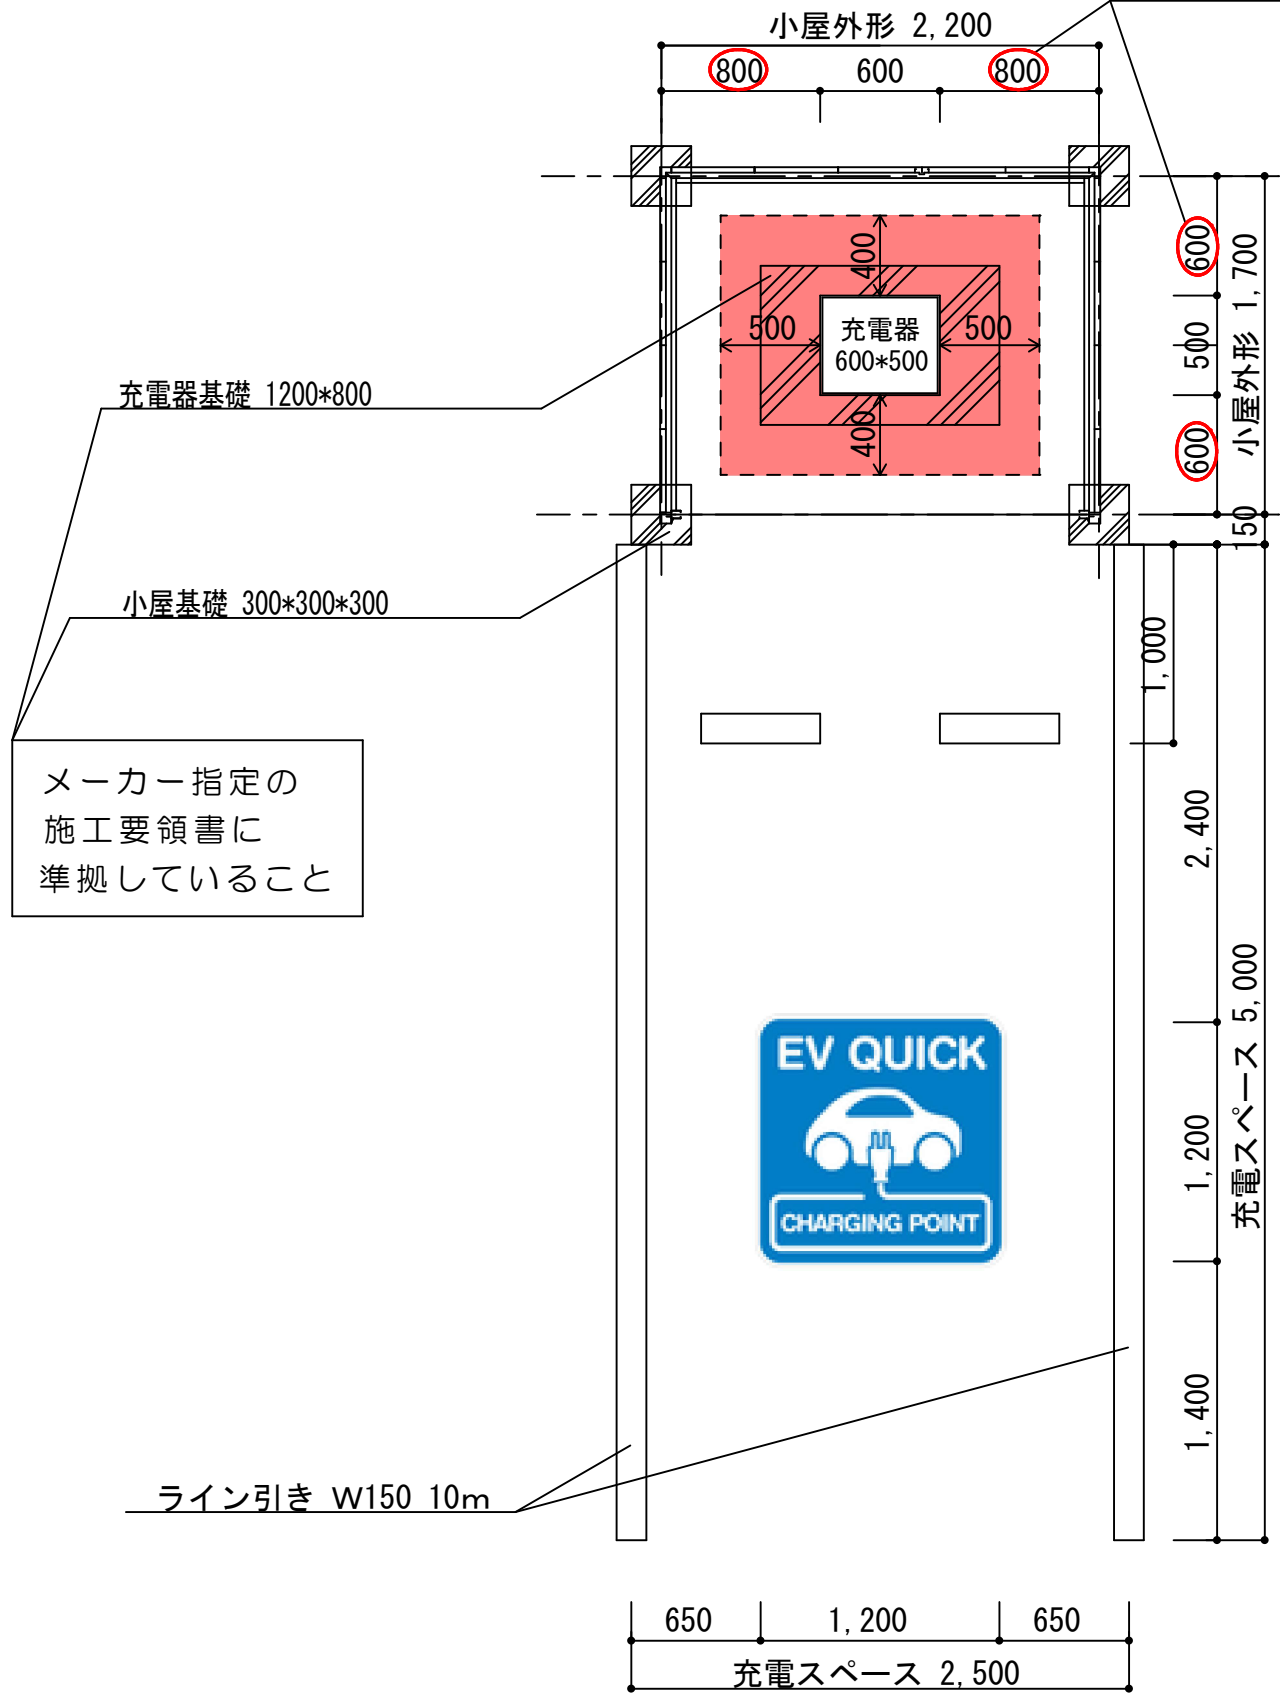 小屋外形 2,200
800
600
800
400
500
充電器
600*500
500
400
600
500
600
小屋外形 1,700
150
充電器基礎 1200*800
小屋基礎 300*300*300
メーカー指定の
施工要領書に
準拠していること
1,000
2,400
1,200
1,400
充電スペース 5,000
EV QUICK
CHARGING POINT
ライン引き W150 10m
650
1,200
650
充電スペース 2,500